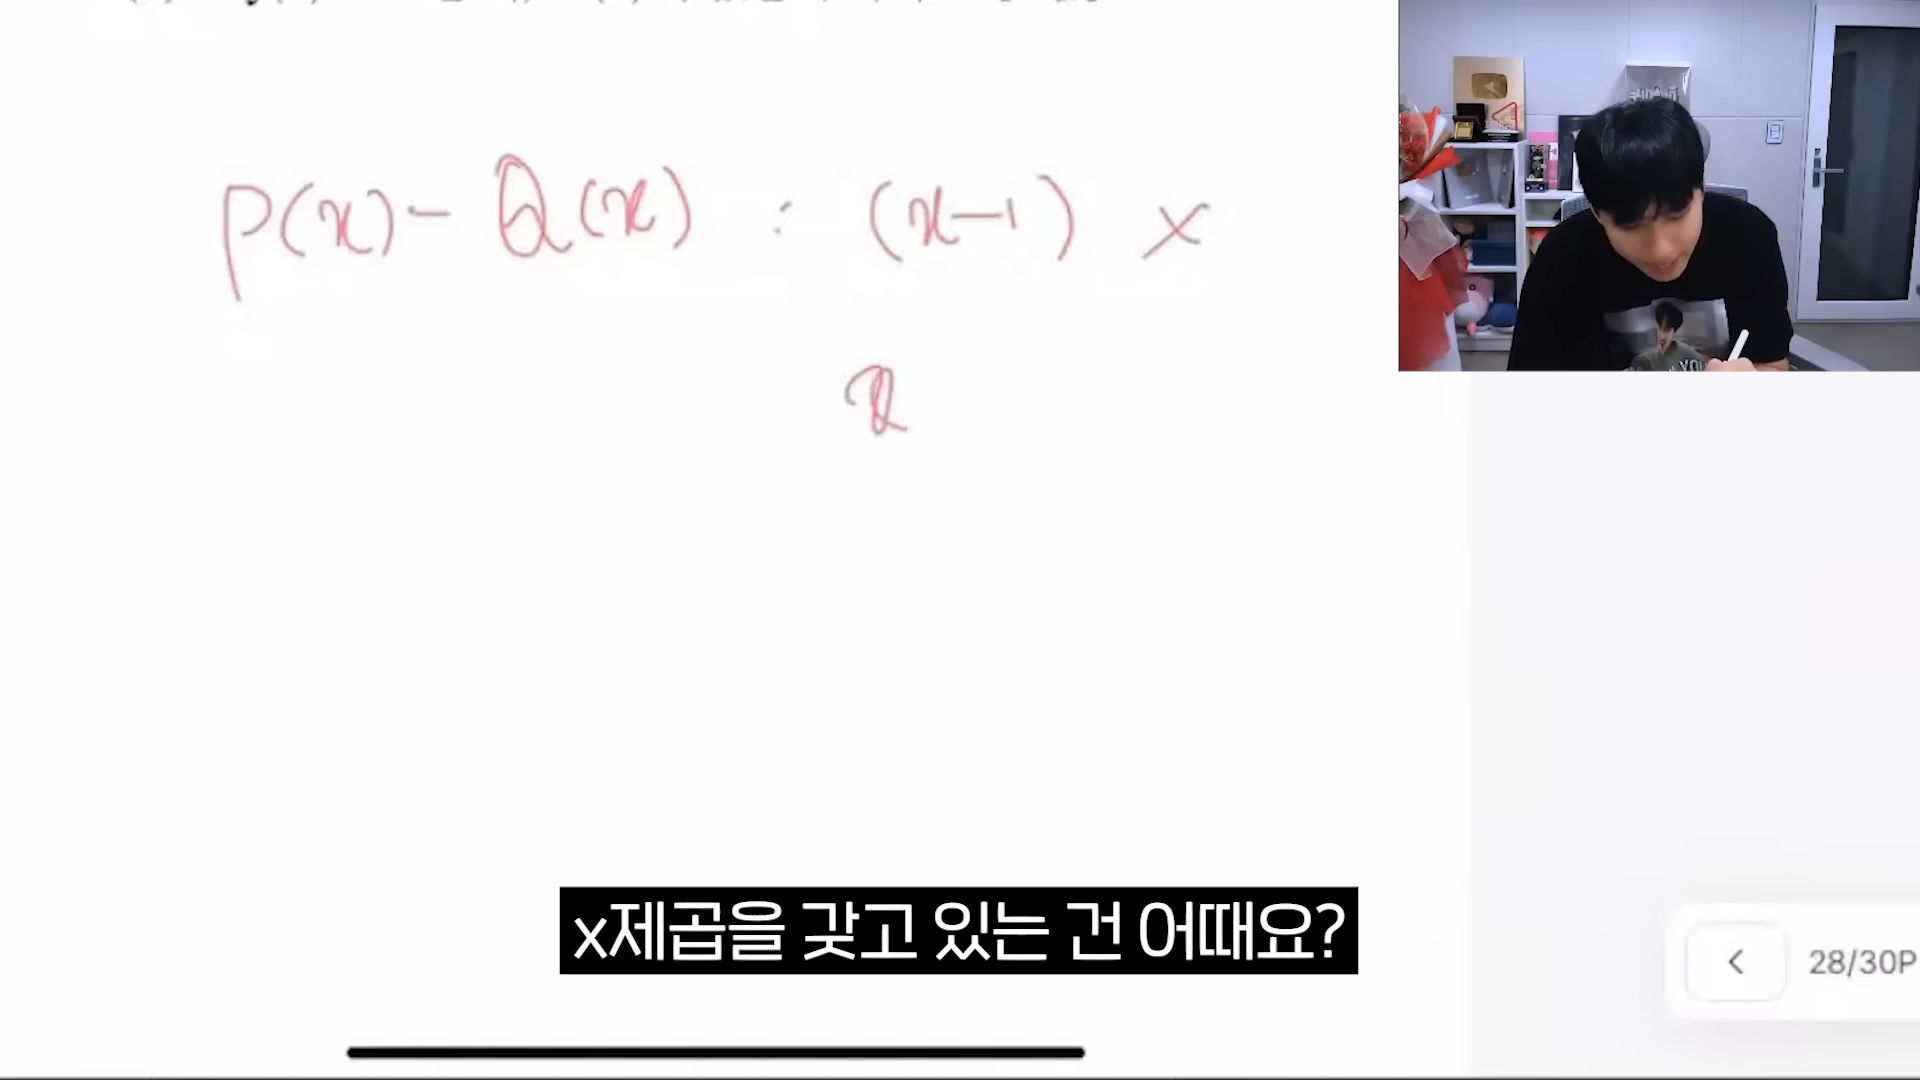 P(x) - Q(x) : (x-1) x
x제곱을 갖고 있는 건 어때요?
28/30P